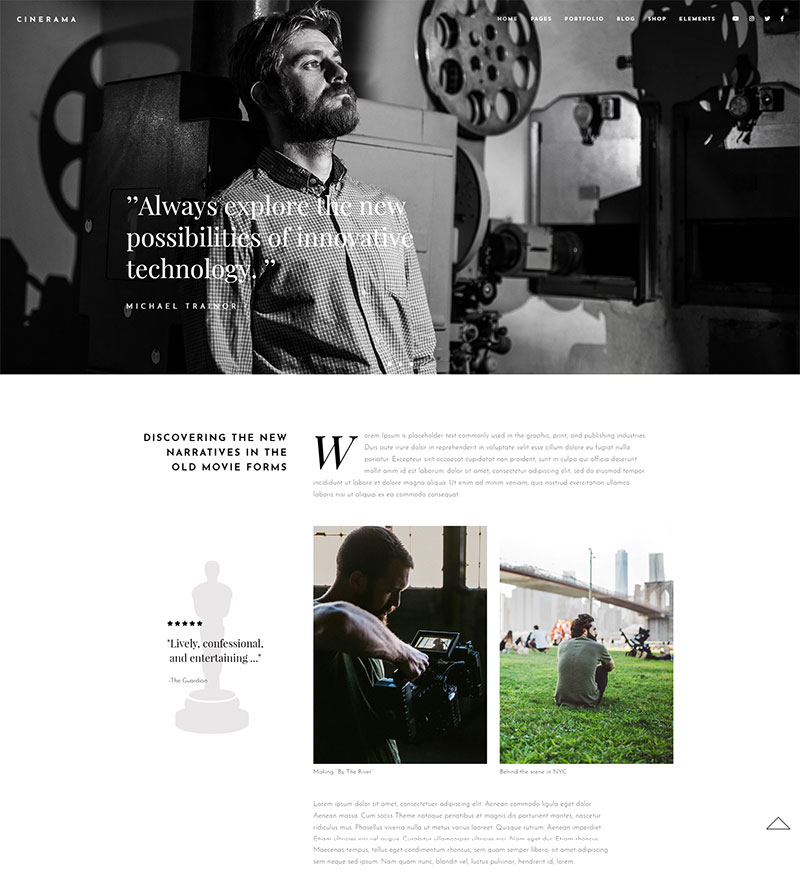 CINERAMA
HOME PAGES PORTFOLIO BLOG SHOP ELEMENTS
”Always explore the new
possibilities of innovative
technology. ”
MICHAEL TRAINOR
DISCOVERING THE NEW
NARRATIVES IN THE
OLD MOVIE FORMS
W
orem Ipsum is placeholder text commonly used in the graphic, print, and publishing industries.
Duis aute irure dolor in reprehenderit in voluptate velit esse cillum dolore eu fugiat nulla
pariatur. Excepteur sint occaecat cupidatat non proident, sunt in culpa qui officia deserunt
mollit anim id est laborum. dolor sit amet, consectetur adipiscing elit, sed do eiusmod tempor
incididunt ut labore et dolore magna aliqua. Ut enim ad minim veniam, quis nostrud exercitation ullamco
laboris nisi ut aliquip ex ea commodo consequat.
"Lively, confessional,
and entertaining ..."
-The Guardian
Making “By The River”
Behind the scene in NYC
Lorem ipsum dolor sit amet, consectetuer adipiscing elit. Aenean commodo ligula eget dolor.
Aenean massa. Cum sociis Theme natoque penatibus et magnis dis parturient montes, nascetur
ridiculus mus. Phasellus viverra nulla ut metus varius laoreet. Quisque rutrum. Aenean imperdiet.
Etiam ultricies nisi vel augue. Curabitur ullamcorper ultricies nisi. Nam eget dui. Etiam rhoncus.
Maecenas tempus, tellus eget condimentum rhoncus, sem quam semper libero, sit amet adipiscing
sem neque sed ipsum. Nam quam nunc, blandit vel, luctus pulvinar, hendrerit id, lorem.